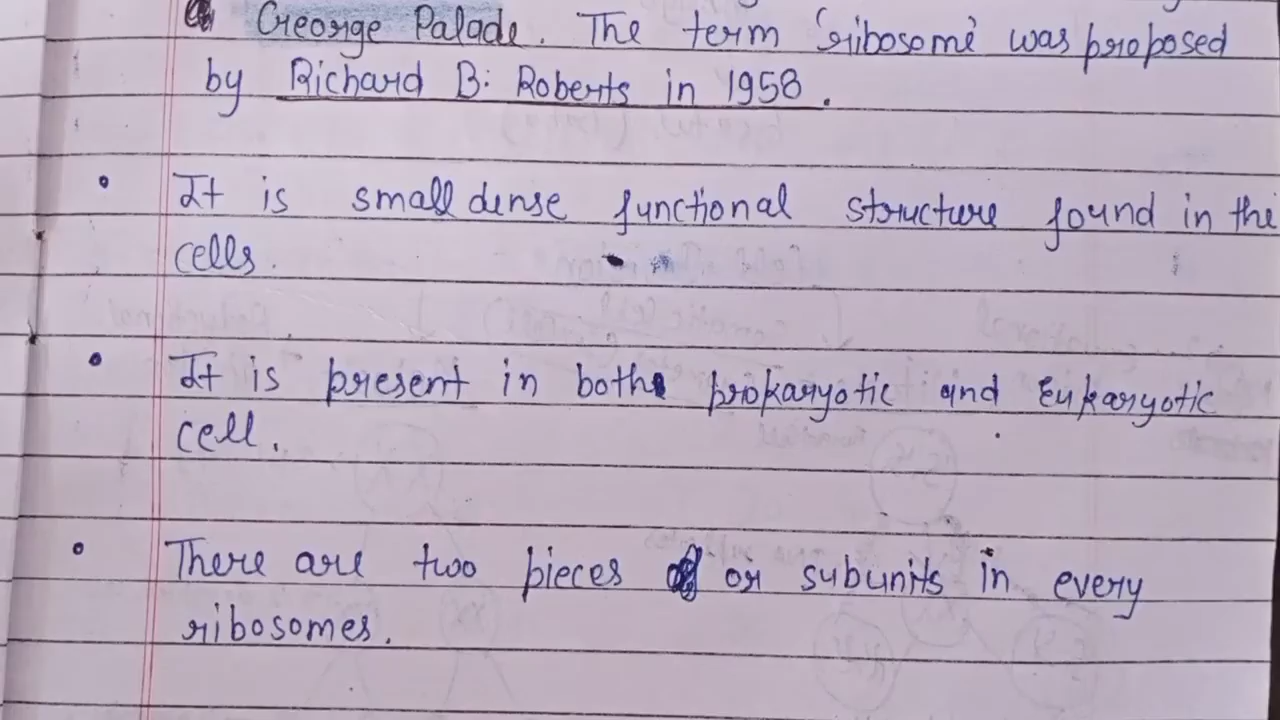 George Palade. The term 'ribosome' was proposed
by Richard B. Roberts in 1958.
• It is small dense functional structure found in the
cells.
• It is present in both prokaryotic and Eukaryotic
cell.
• There are two pieces or subunits in every
ribosomes.